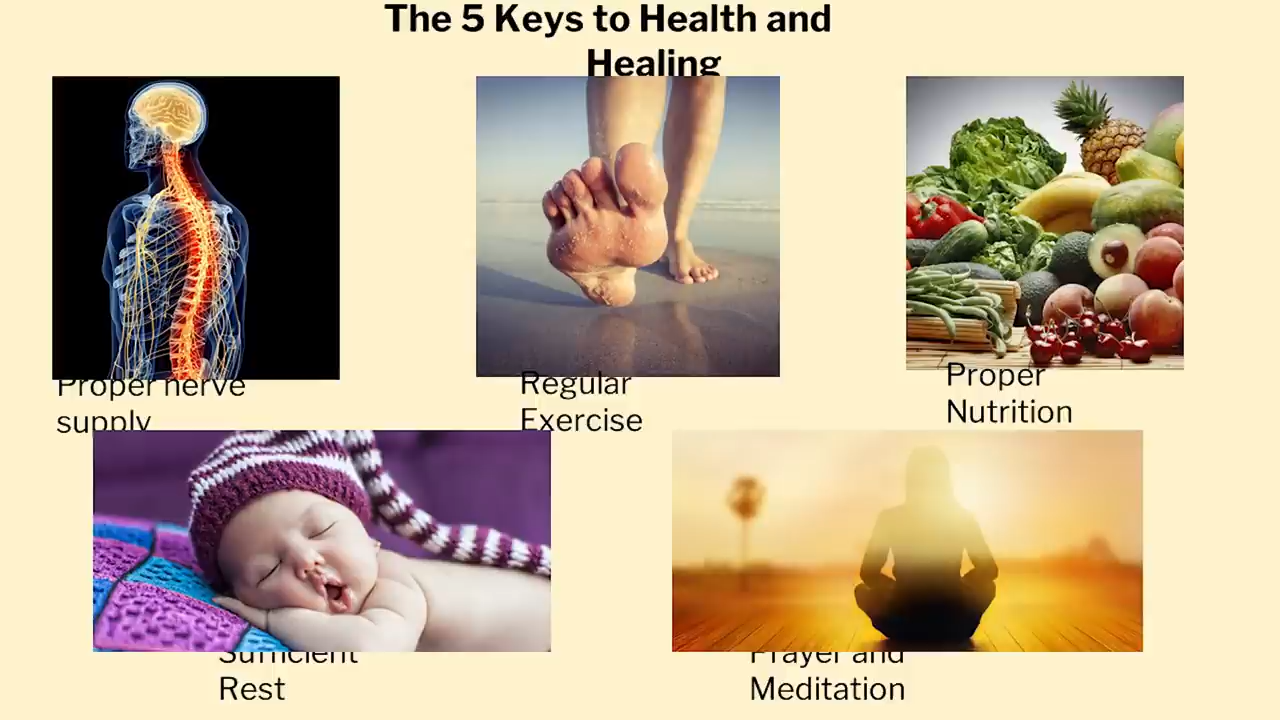 The 5 Keys to Health and
Healing
Proper nerve
supply
Regular
Exercise
Proper
Nutrition
Sufficient
Rest
Prayer and
Meditation